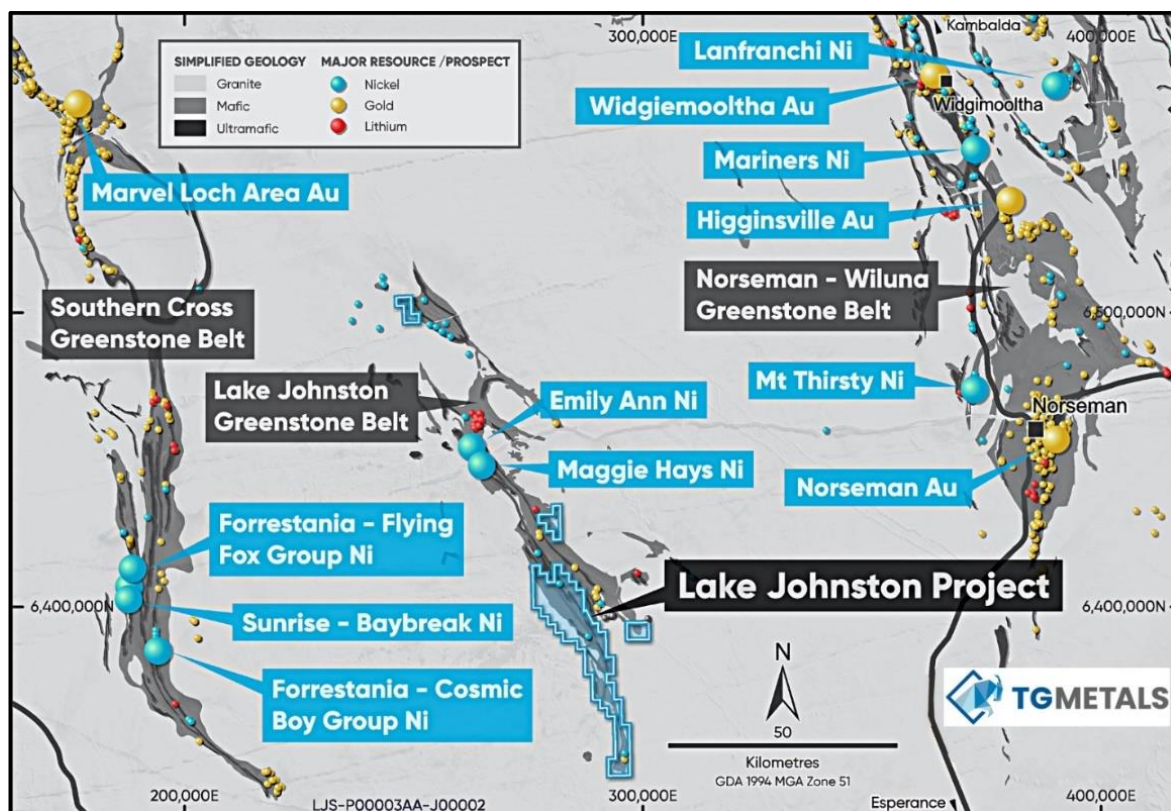 300,000E
Kambalda
400,000E
SIMPLIFIED GEOLOGY
Granite
Mafic
Ultramafic
MAJOR RESOURCE /PROSPECT
Nickel
Gold
Lithium
Lanfranchi Ni
Widgiemooltha Au
Widgimooltha
Mariners Ni
Marvel Loch Area Au
Higginsville Au
Norseman - Wiluna
Greenstone Belt
Southern Cross
Greenstone Belt
6,500,000N
Lake Johnston
Greenstone Belt
Emily Ann Ni
Mt Thirsty Ni
Norseman
Maggie Hays Ni
Norseman Au
Forrestania - Flying
Fox Group Ni
Lake Johnston Project
6,400,000N
6,400,000N
Sunrise - Baybreak Ni
Forrestania - Cosmic
Boy Group Ni
N
50
Kilometres
GDA 1994 MGA Zone 51
TGMETALS
200,000E
LJS-P00003AA-J00002
300,000E
Esperance
400,000E